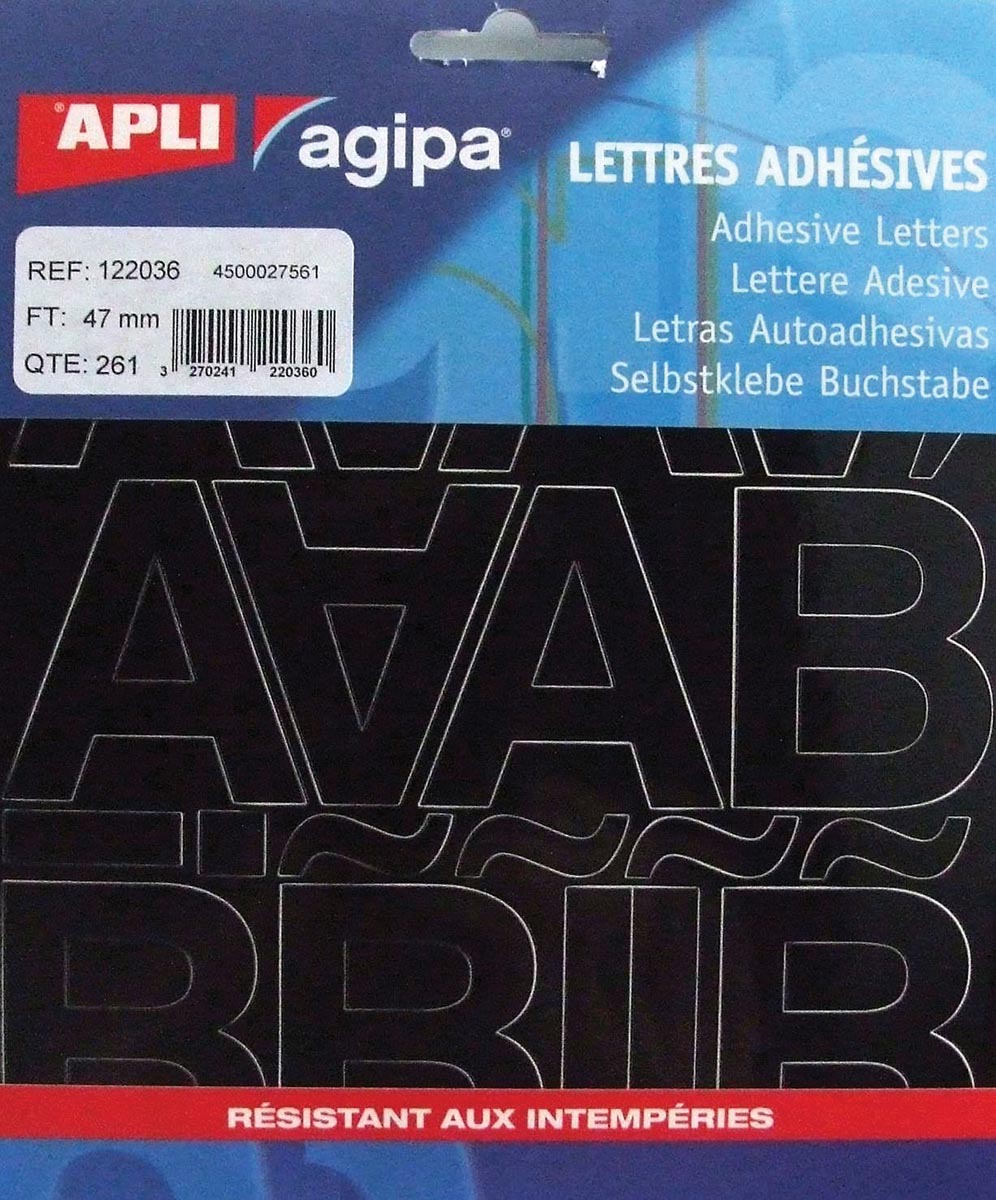 APLI agipa®
LETTRES ADHÉSIVES
Adhesive Letters
Lettere Adesive
Letras Autoadhesivas
Selbstklebe Buchstabe
REF: 122036 4500027561
FT: 47 mm
QTE: 261
3 270241 220360
A A A B
B B I I B
RÉSISTANT AUX INTEMPÉRIES